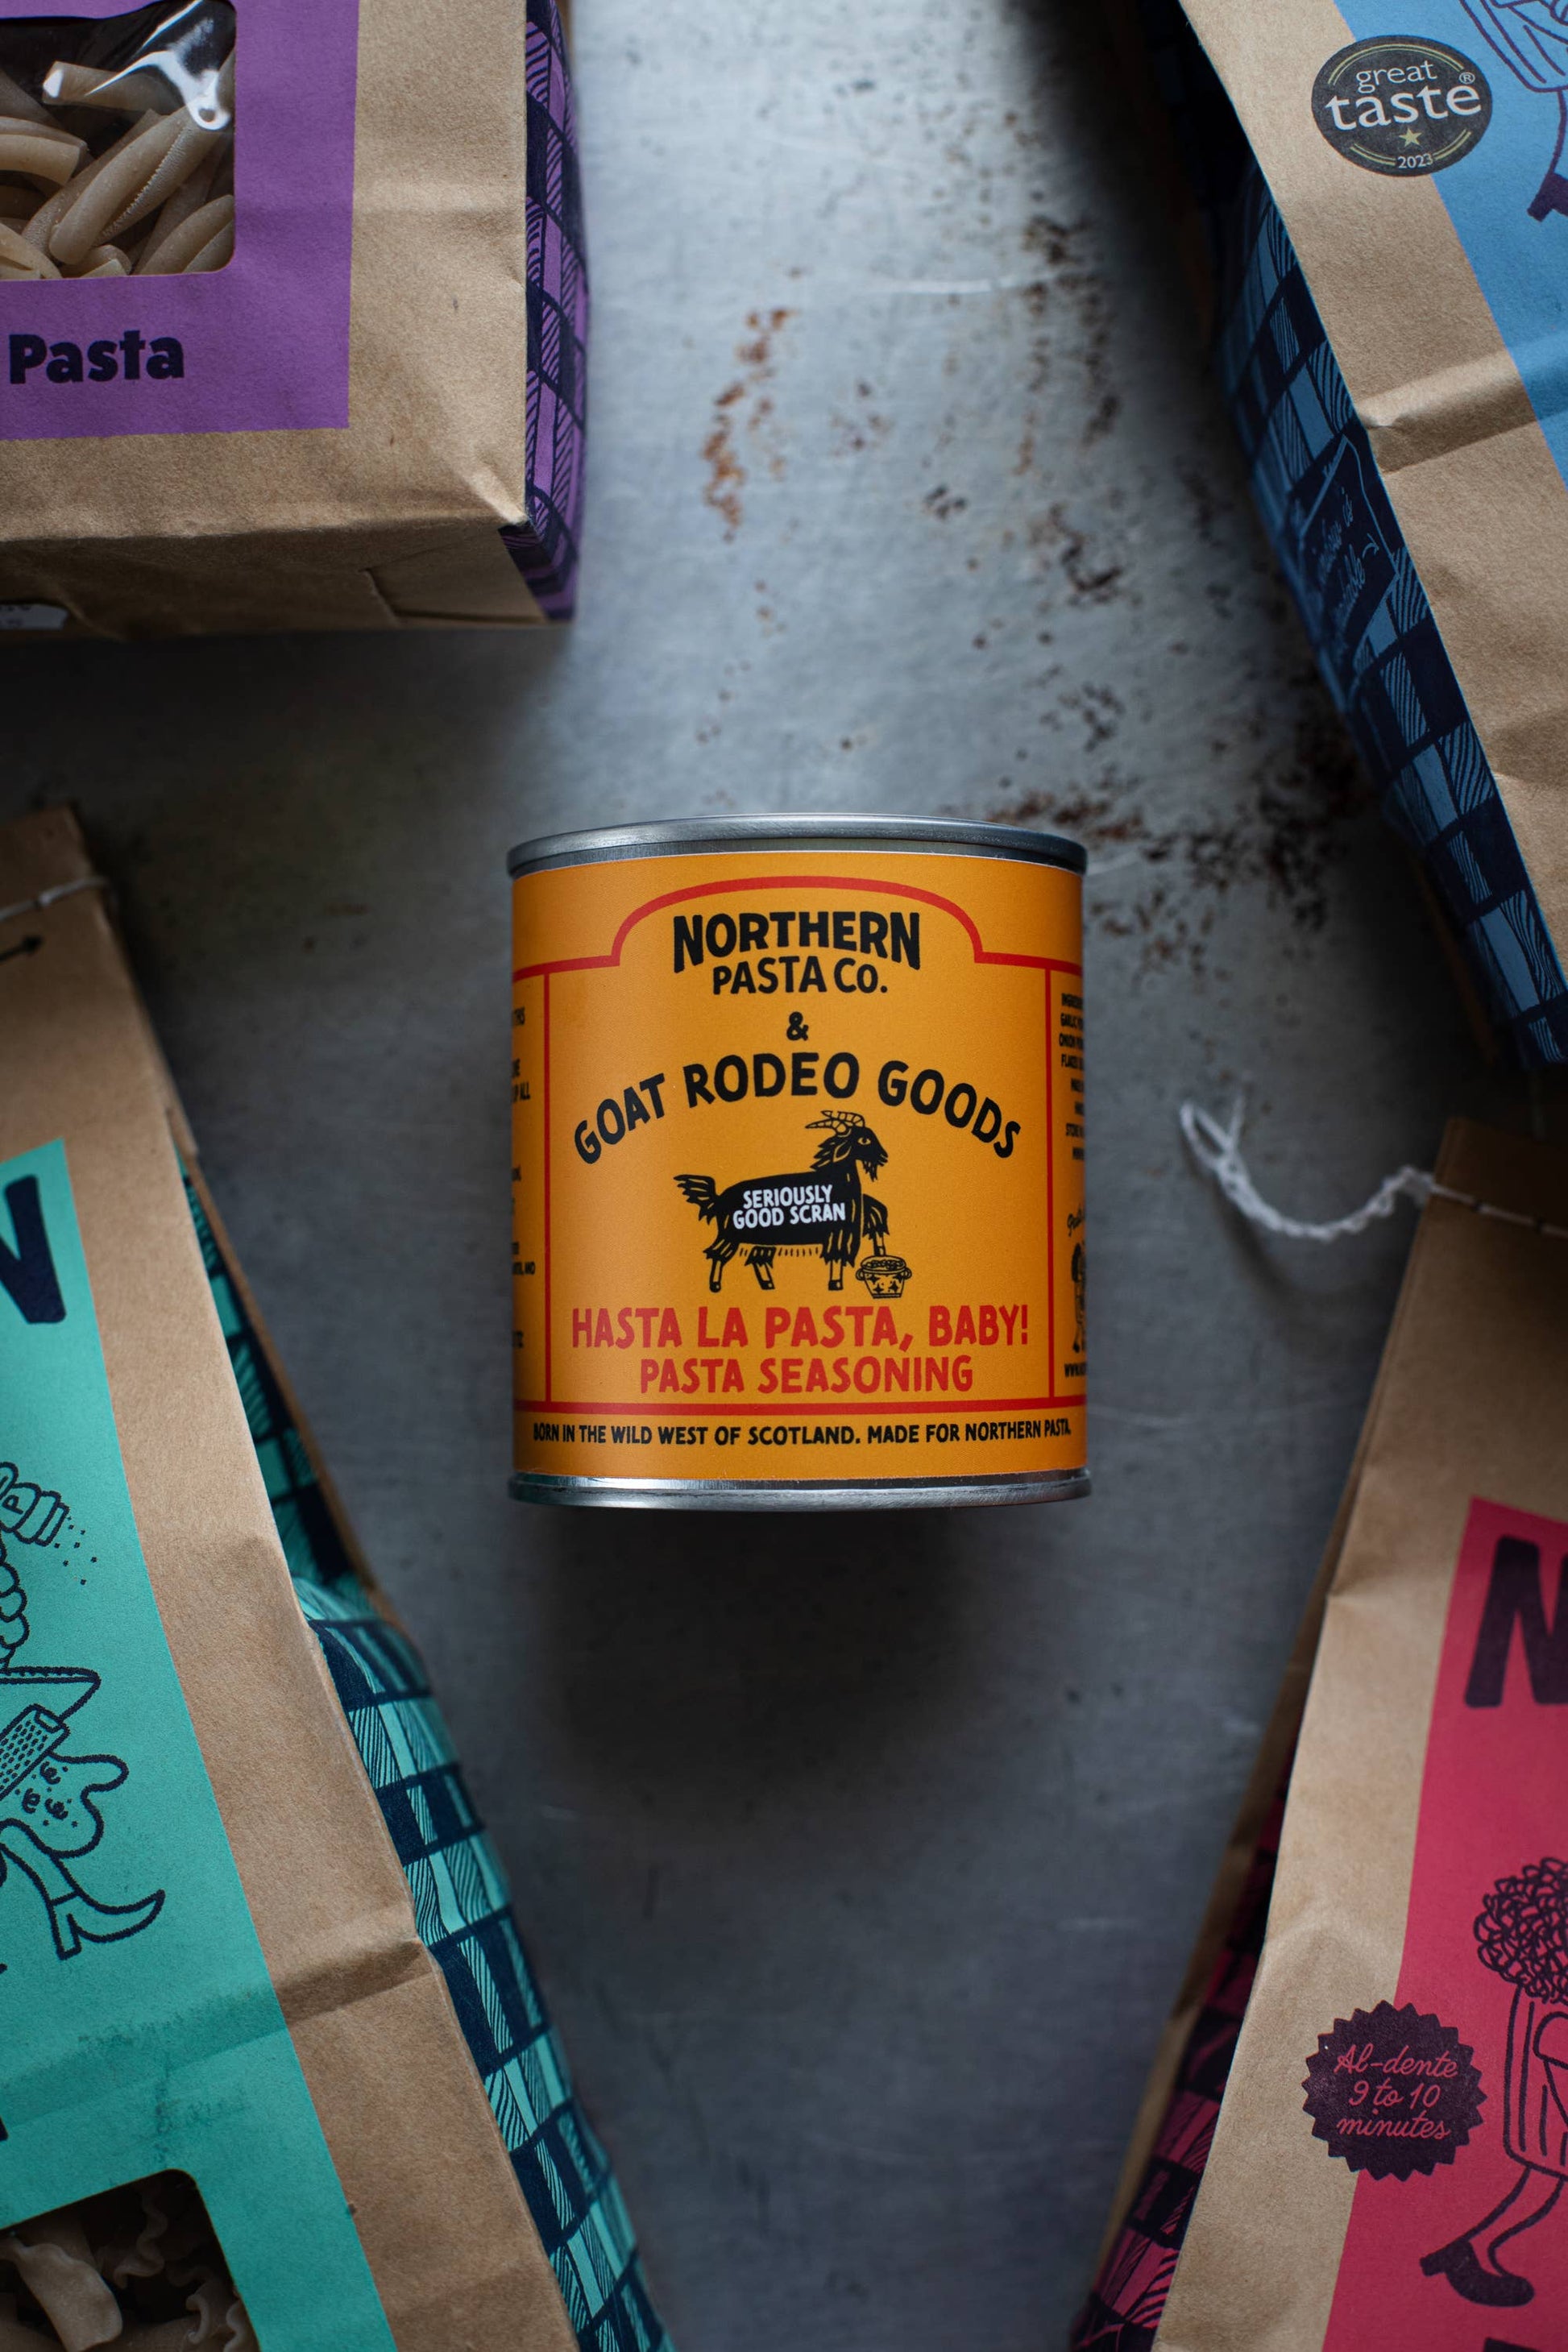 Pasta
great
taste®
2023
NORTHERN
PASTA CO.
&
GOAT RODEO GOODS
SERIOUSLY
GOOD SCRAN
HASTA LA PASTA, BABY!
PASTA SEASONING
BORN IN THE WILD WEST OF SCOTLAND. MADE FOR NORTHERN PASTA.
N
N
Al-dente
9 to 10
minutes